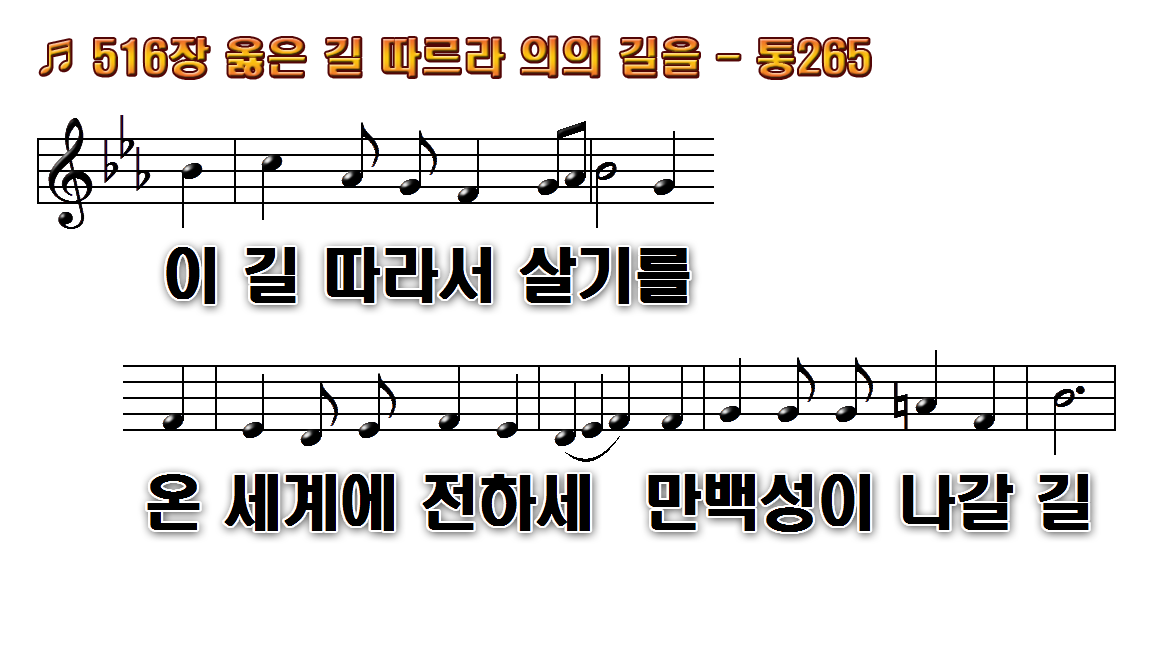 ♬ 516장 옳은 길 따르라 의의 길을 - 통265
이 길 따라서 살기를
온 세계에 전하세 만백성이 나갈 길